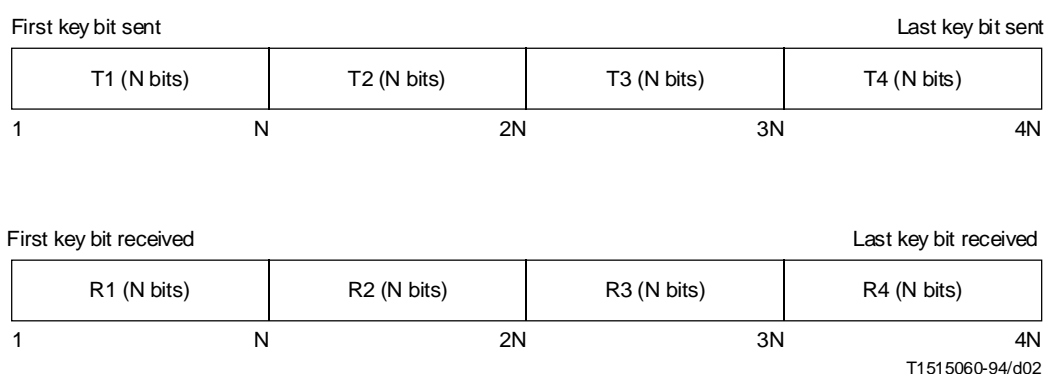 First key bit sent Last key bit sent
T1 (N bits) T2 (N bits) T3 (N bits) T4 (N bits)
1 N 2N 3N 4N
First key bit received Last key bit received
R1 (N bits) R2 (N bits) R3 (N bits) R4 (N bits)
1 N 2N 3N 4N
T1515060-94/d02